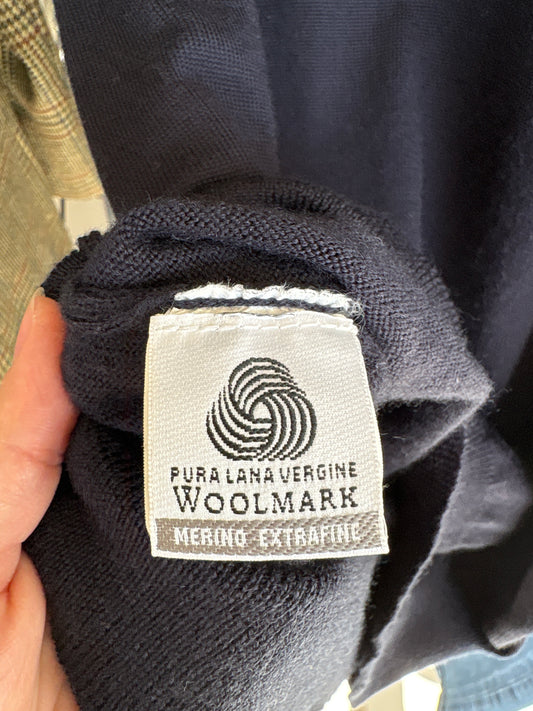 PURA LANA VERGINE
WOOLMARK
MERINO EXTRAFINE